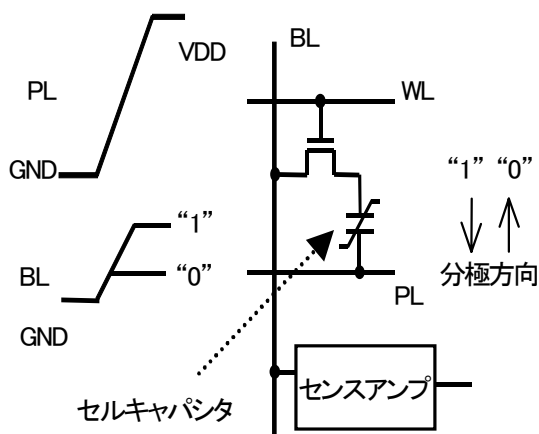 VDD
PL
GND
"1"
BL
"0"
GND
BL
WL
"1" "0"
分極方向
PL
セルキャパシタ
センスアンプ